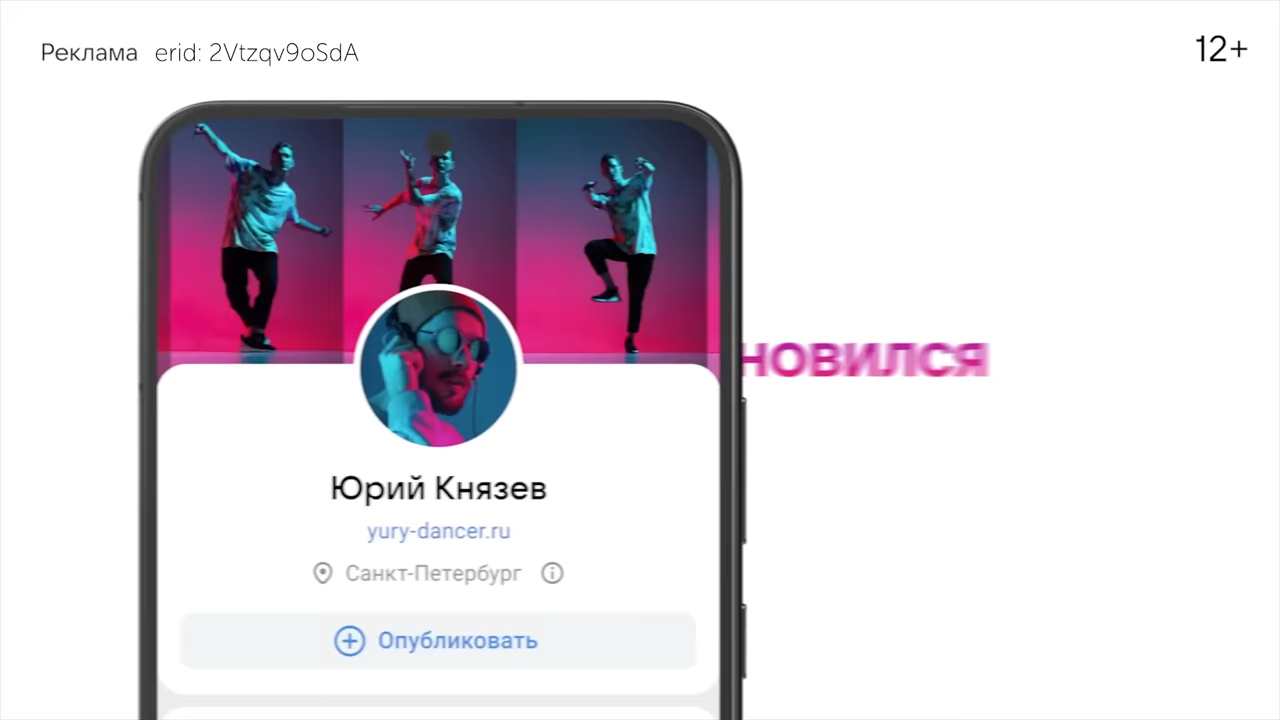 Реклама erid: 2Vtzqv9oSdA
12+
НОВИЛСЯ
Юрий Князев
yury-dancer.ru
Санкт-Петербург
Опубликовать